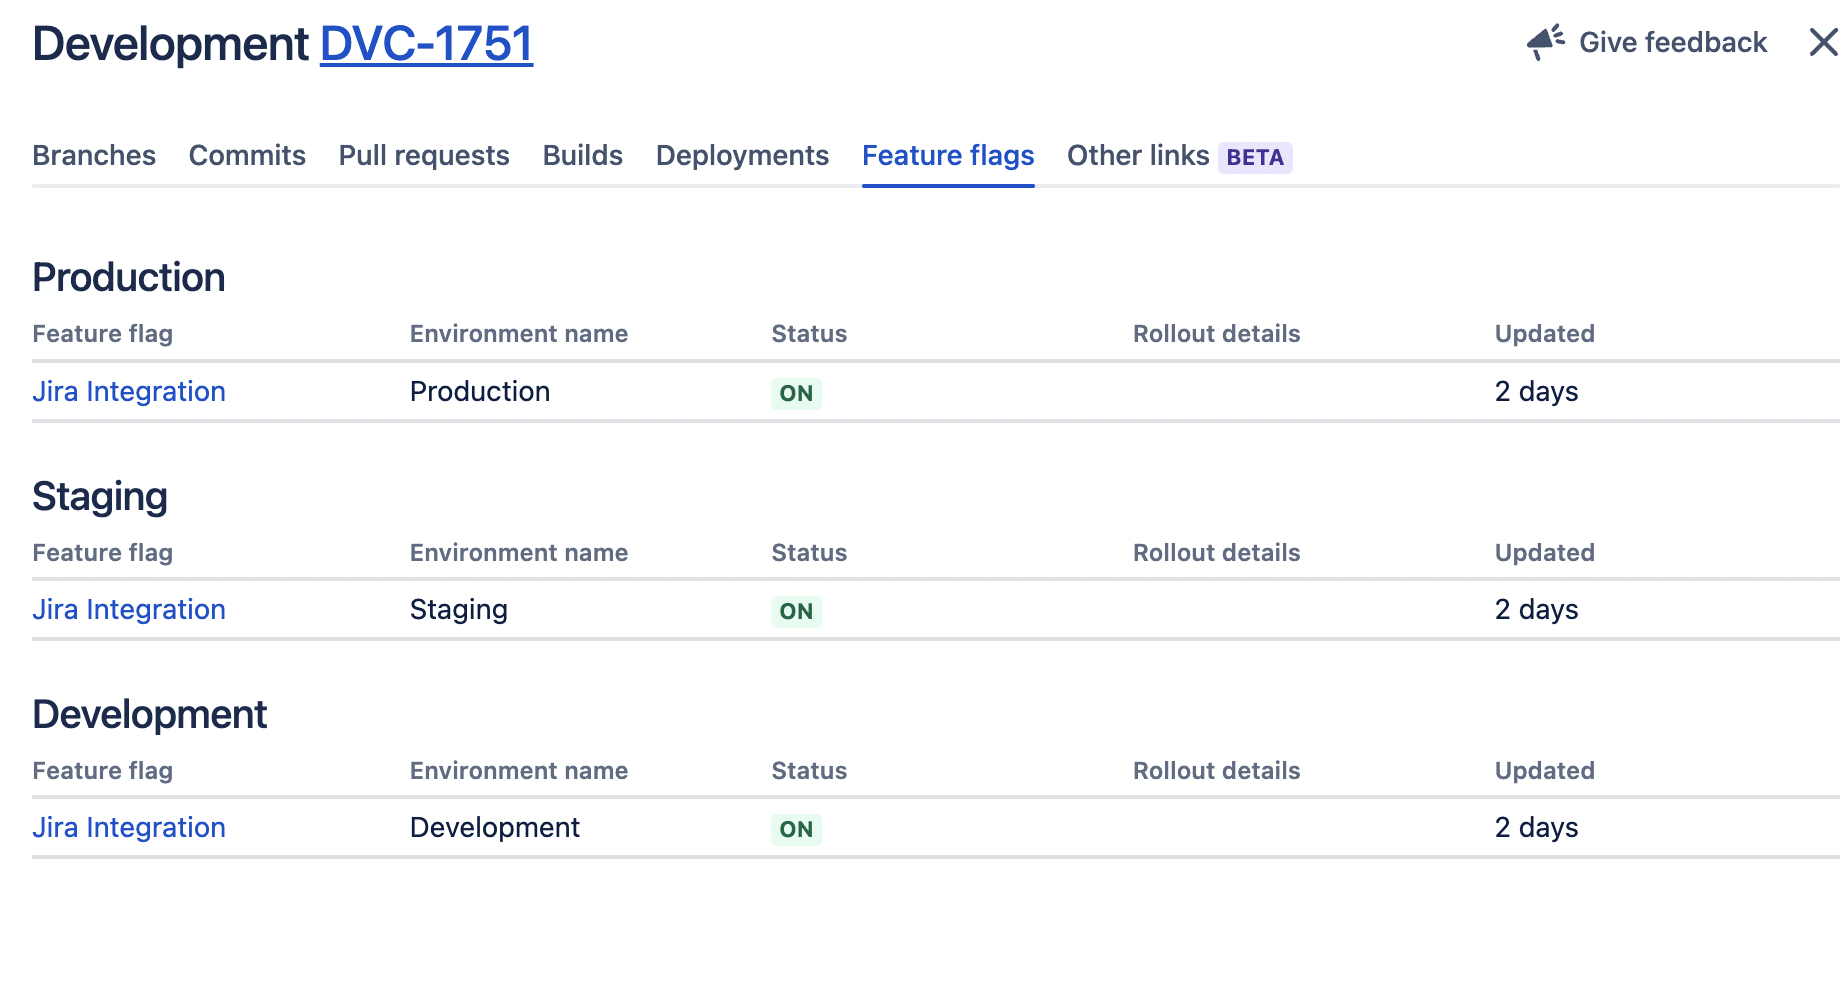 Development DVC-1751
Give feedback
Branches Commits Pull requests Builds Deployments Feature flags Other links BETA
Production
Feature flag Environment name Status Rollout details Updated
Jira Integration Production ON 2 days
Staging
Feature flag Environment name Status Rollout details Updated
Jira Integration Staging ON 2 days
Development
Feature flag Environment name Status Rollout details Updated
Jira Integration Development ON 2 days